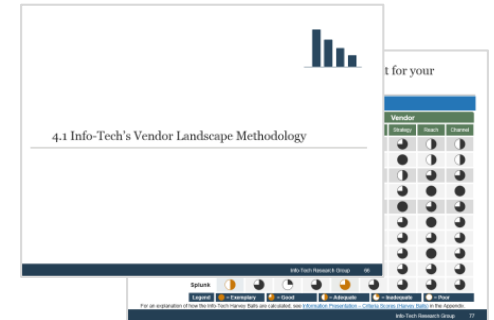 4.1 Info-Tech's Vendor Landscape Methodology
Info-Tech Research Group 66
t for your
Vendor
Strategy Reach Channel
Splunk
Legend = Exemplary = Good = Adequate = Inadequate = Poor
For an explanation of how the Info-Tech Harvey Balls are calculated, see Information Presentation – Criteria Scores (Harvey Balls) in the Appendix.
Info-Tech Research Group 77